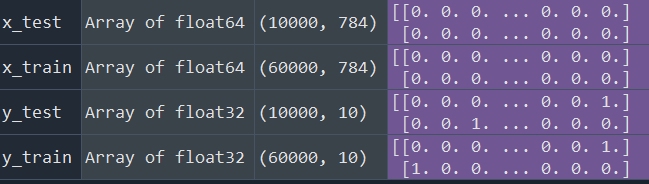 x_test Array of float64 (10000, 784) [[0. 0. 0. ... 0. 0. 0.]
[0. 0. 0. ... 0. 0. 0.]
x_train Array of float64 (60000, 784) [[0. 0. 0. ... 0. 0. 0.]
[0. 0. 0. ... 0. 0. 0.]
y_test Array of float32 (10000, 10) [[0. 0. 0. ... 0. 0. 1.]
[0. 0. 1. ... 0. 0. 0.]
y_train Array of float32 (60000, 10) [[0. 0. 0. ... 0. 0. 1.]
[1. 0. 0. ... 0. 0. 0.]